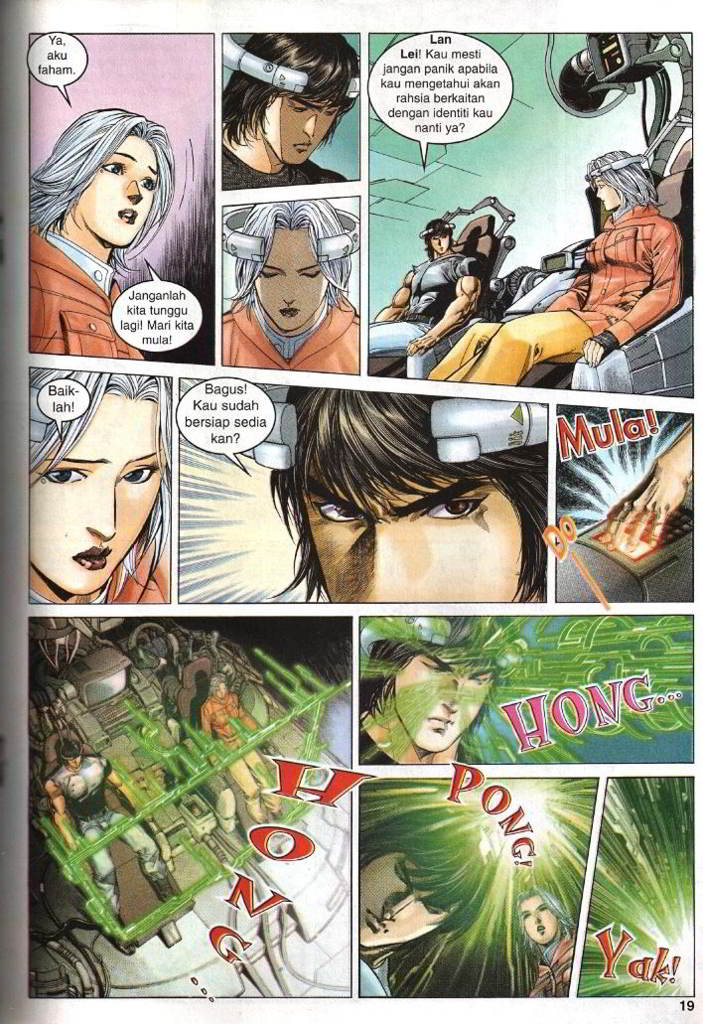 Ya,
aku
faham.
Janganlah
kita tunggu
lagi! Mari kita
mula!
Lan
Lei! Kau mesti
jangan panik apabila
kau mengetahui akan
rahsia berkaitan
dengan identiti kau
nanti ya?
Baik-
lah!
Bagus!
Kau sudah
bersiap sedia
kan?
Mula!
DO
HONG...
HONG...
PONG!
Yak!
19